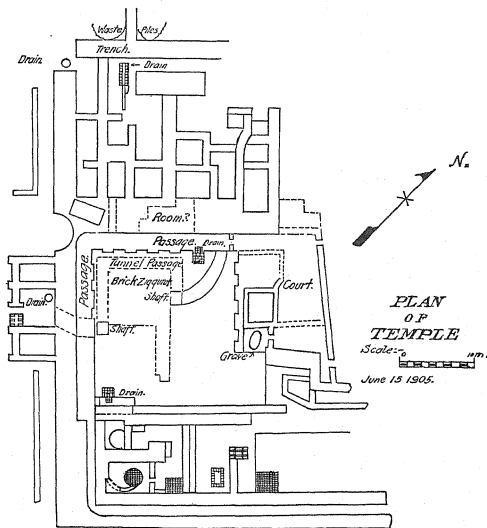 Waste Piles
Trench.
Drain.
Drain
N.
Room?
Passage. Drain.
Tunnel Passage
Passage.
Brick Ziggurat
Shaft.
Court.
Drain.
Shaft.
Grave
PLAN
OF
TEMPLE
Scale:- 0 10 m.
June 15 1905.
Drain.